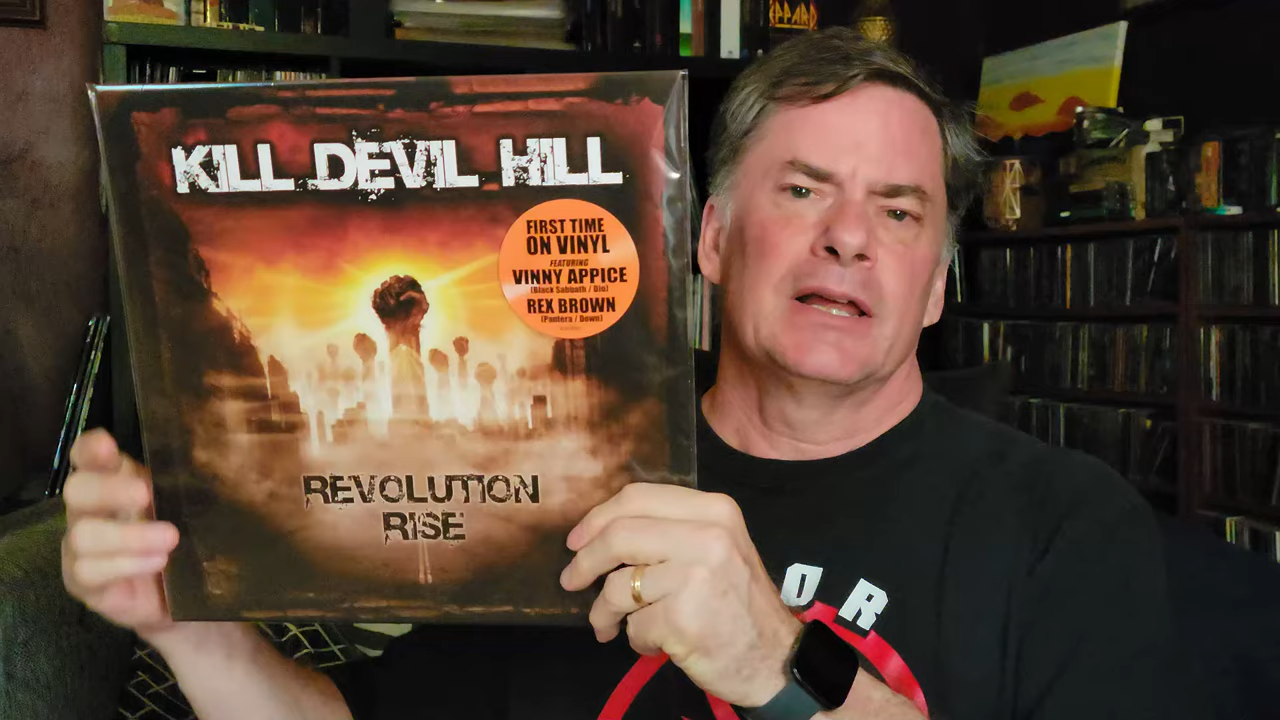 EPPARD
KILL DEVIL HILL
FIRST TIME
ON VINYL
FEATURING
VINNY APPICE
(Black Sabbath / Dio)
REX BROWN
(Pantera / Down)
REVOLUTION
RISE
OR